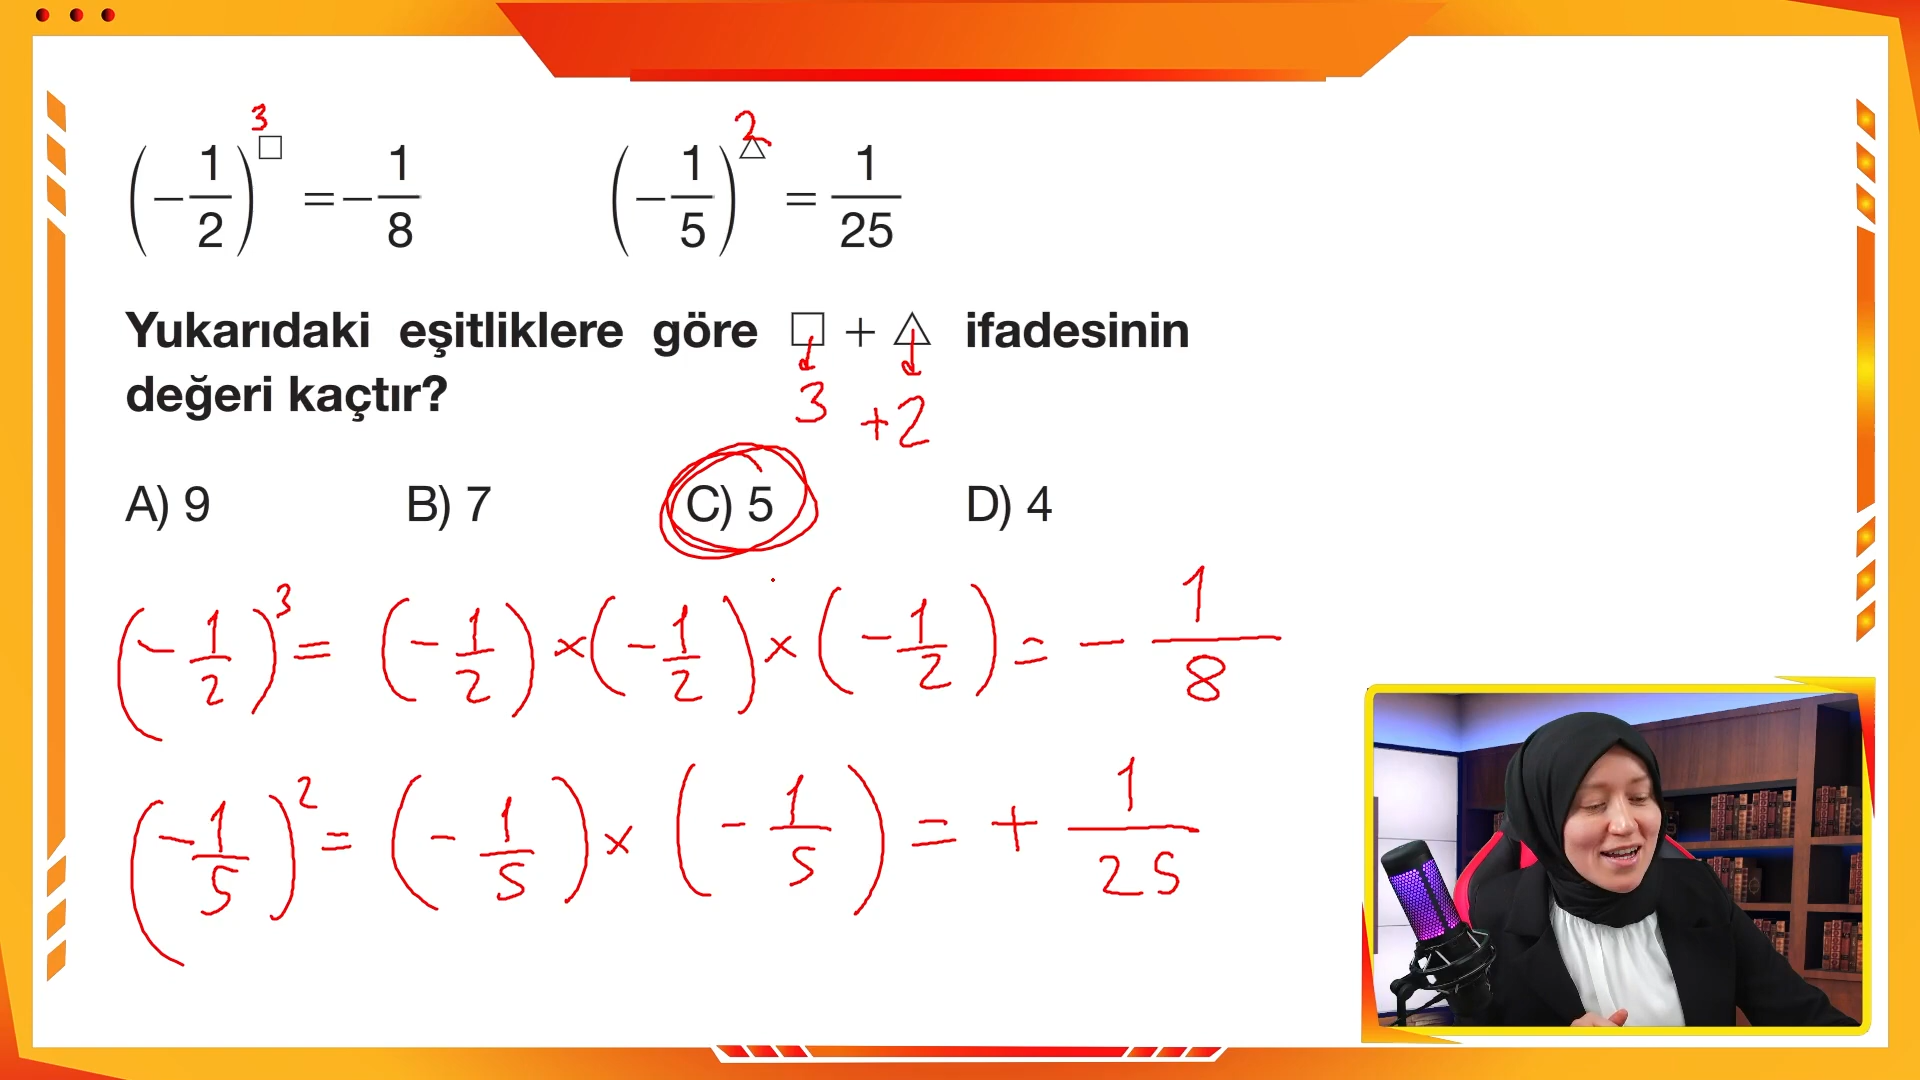 (-1/2)^□ = -1/8 (-1/5)^△ = 1/25
3 2
Yukarıdaki eşitliklere göre □ + △ ifadesinin
değeri kaçtır?
3 +2
A) 9 B) 7 C) 5 D) 4
(-1/2)^3 = (-1/2) × (-1/2) × (-1/2) = -1/8
(-1/5)^2 = (-1/5) × (-1/5) = +1/25